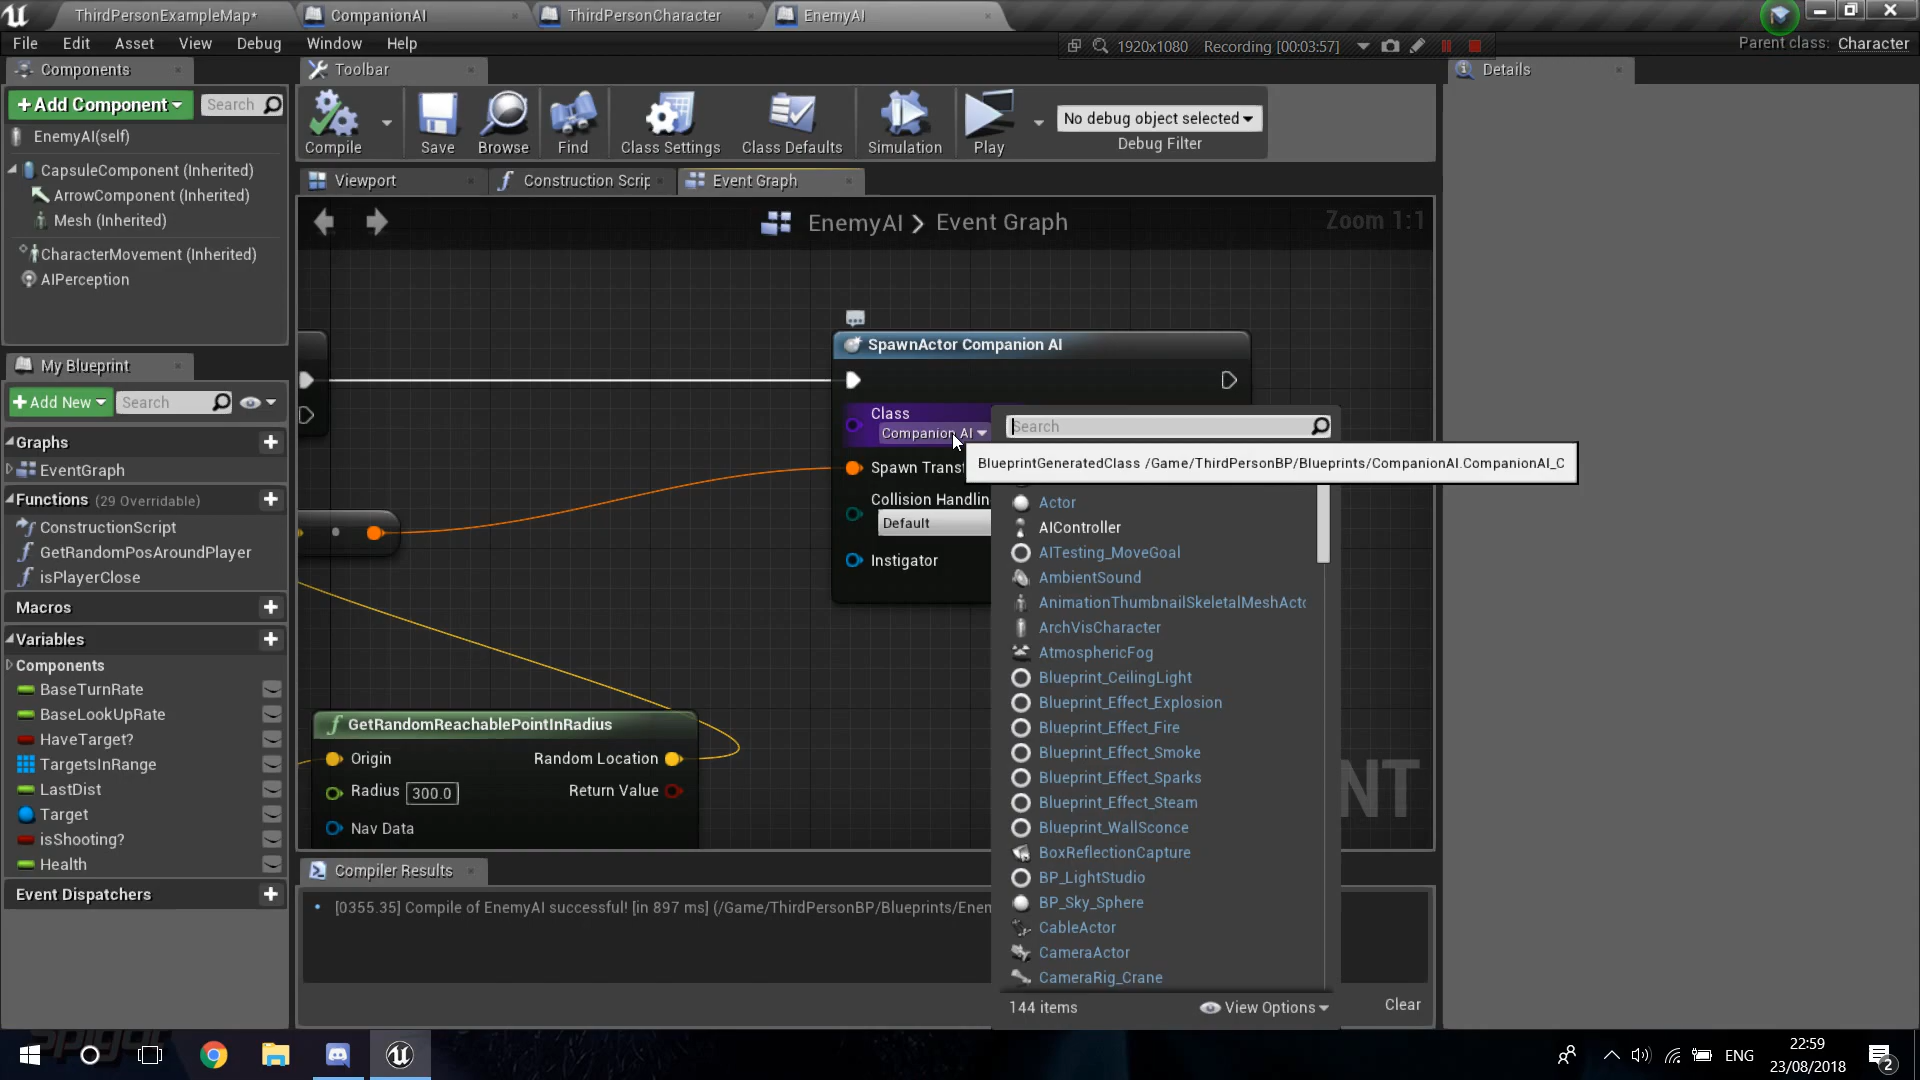 ThirdPersonExampleMap*
CompanionAI
ThirdPersonCharacter
EnemyAI
File Edit Asset View Debug Window Help
1920x1080 Recording [00:03:57]
Parent class: Character
Components
Toolbar
Details
+Add Component
Search
EnemyAI(self)
CapsuleComponent (Inherited)
ArrowComponent (Inherited)
Mesh (Inherited)
CharacterMovement (Inherited)
AIPerception
Compile
Save
Browse
Find
Class Settings
Class Defaults
Simulation
Play
No debug object selected
Debug Filter
Viewport
Construction Scrip
Event Graph
EnemyAI > Event Graph
Zoom 1:1
My Blueprint
+Add New
Search
Graphs
EventGraph
Functions (29 Overridable)
ConstructionScript
GetRandomPosAroundPlayer
isPlayerClose
Macros
Variables
Components
BaseTurnRate
BaseLookUpRate
HaveTarget?
TargetsInRange
LastDist
Target
isShooting?
Health
Event Dispatchers
SpawnActor Companion AI
Class
Companion AI
Spawn Transf
Collision Handlin
Default
Instigator
GetRandomReachablePointInRadius
Origin
Random Location
Radius 300.0
Return Value
Nav Data
NT
Search
BlueprintGeneratedClass /Game/ThirdPersonBP/Blueprints/CompanionAI.CompanionAI_C
Actor
AIController
AITesting_MoveGoal
AmbientSound
AnimationThumbnailSkeletalMeshActo
ArchVisCharacter
AtmosphericFog
Blueprint_CeilingLight
Blueprint_Effect_Explosion
Blueprint_Effect_Fire
Blueprint_Effect_Smoke
Blueprint_Effect_Sparks
Blueprint_Effect_Steam
Blueprint_WallSconce
BoxReflectionCapture
BP_LightStudio
BP_Sky_Sphere
CableActor
CameraActor
CameraRig_Crane
144 items
View Options
Compiler Results
[0355.35] Compile of EnemyAI successful! [in 897 ms] (/Game/ThirdPersonBP/Blueprints/Enem
Clear
ENG
22:59
23/08/2018
2